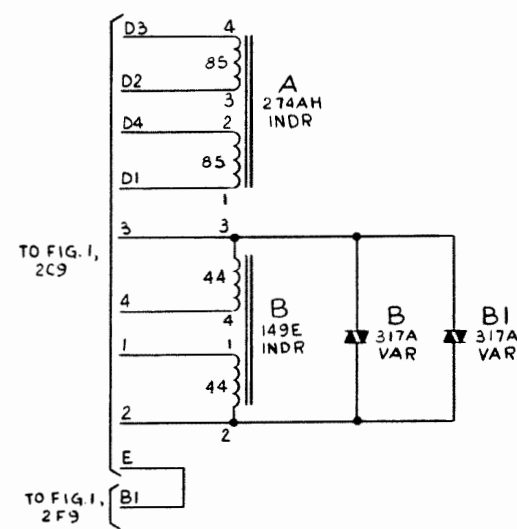 D3
4
85
D2
3
A
274AH
INDR
D4
2
85
D1
1
3
3
TO FIG. 1,
2C9
44
4
4
B
149E
INDR
B
317A
VAR
B1
317A
VAR
1
1
44
2
2
E
TO FIG. 1,
2F9
B1